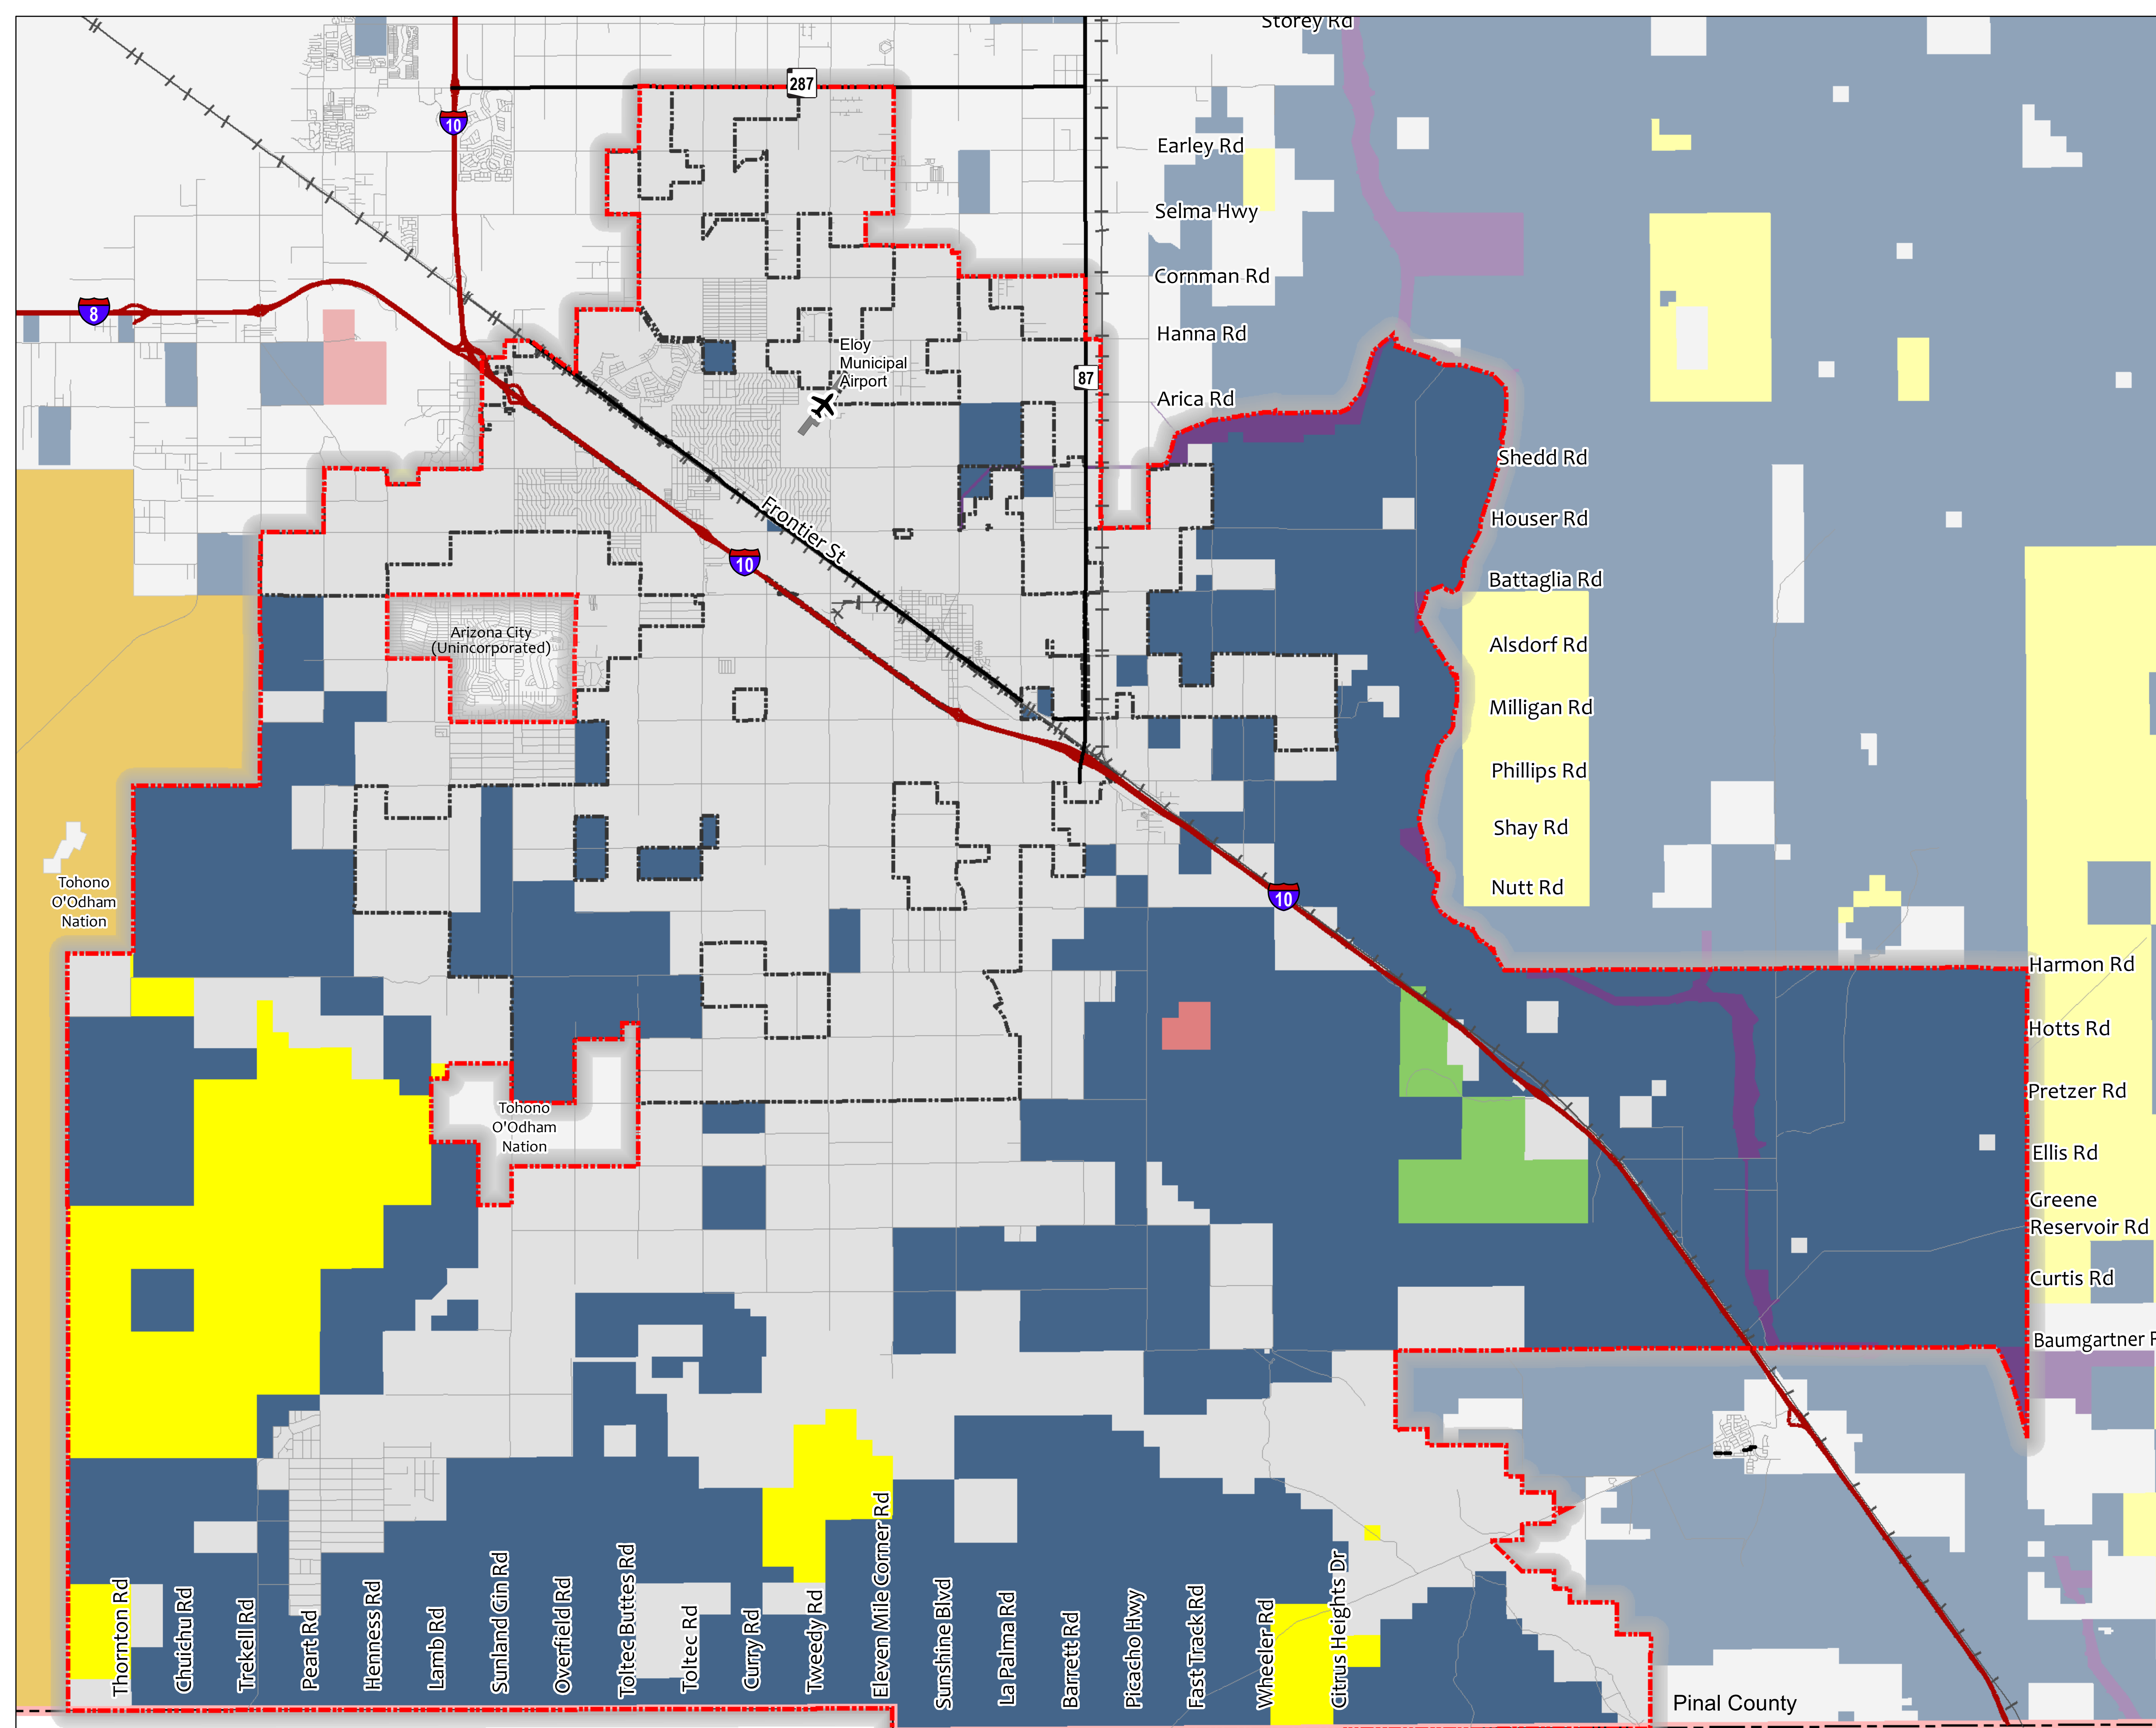 Storey Rd
287
10
Earley Rd
Selma Hwy
Cornman Rd
8
Hanna Rd
Eloy
Municipal
Airport
87
Arica Rd
Shedd Rd
Frontier St
Houser Rd
10
Battaglia Rd
Arizona City
(Unincorporated)
Alsdorf Rd
Milligan Rd
Phillips Rd
Shay Rd
Tohono
O'Odham
Nation
10
Nutt Rd
Harmon Rd
Hotts Rd
Pretzer Rd
Tohono
O'Odham
Nation
Ellis Rd
Greene
Reservoir Rd
Curtis Rd
Baumgartner R
Thornton Rd
Chuichu Rd
Trekell Rd
Peart Rd
Henness Rd
Lamb Rd
Sunland Gin Rd
Overfield Rd
Toltec Buttes Rd
Toltec Rd
Curry Rd
Tweedy Rd
Eleven Mile Corner Rd
Sunshine Blvd
La Palma Rd
Barrett Rd
Picacho Hwy
Fast Track Rd
Wheeler Rd
Citrus Heights Dr
Pinal County